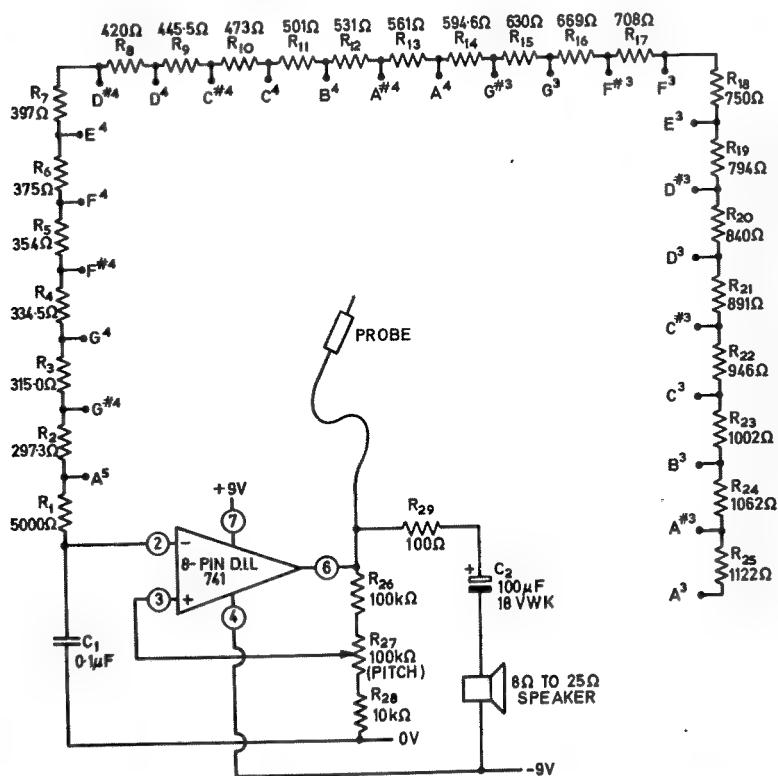 420Ω 445·5Ω 473Ω 501Ω 531Ω 561Ω 594·6Ω 630Ω 669Ω 708Ω
R8 R9 R10 R11 R12 R13 R14 R15 R16 R17
D#4 D4 C#4 C4 B4 A#4 A4 G#3 G3 F#3 F3
R7
397Ω
E4
R6
375Ω
F4
R5
354Ω
F#4
R4
334·5Ω
G4
R3
315·0Ω
G#4
R2
297·3Ω
A5
R1
5000Ω
R18
750Ω
E3
R19
794Ω
D#3
R20
840Ω
D3
R21
891Ω
C#3
R22
946Ω
C3
R23
1002Ω
B3
R24
1062Ω
A#3
R25
1122Ω
A3
PROBE
+9V
7
2
-
8-PIN D.I.L
741
6
3
+
4
C1
0·1µF
R26
100kΩ
R27
100kΩ
(PITCH)
R28
10kΩ
0V
R29
100Ω
+
C2
100µF
18VWK
8Ω TO 25Ω
SPEAKER
-9V